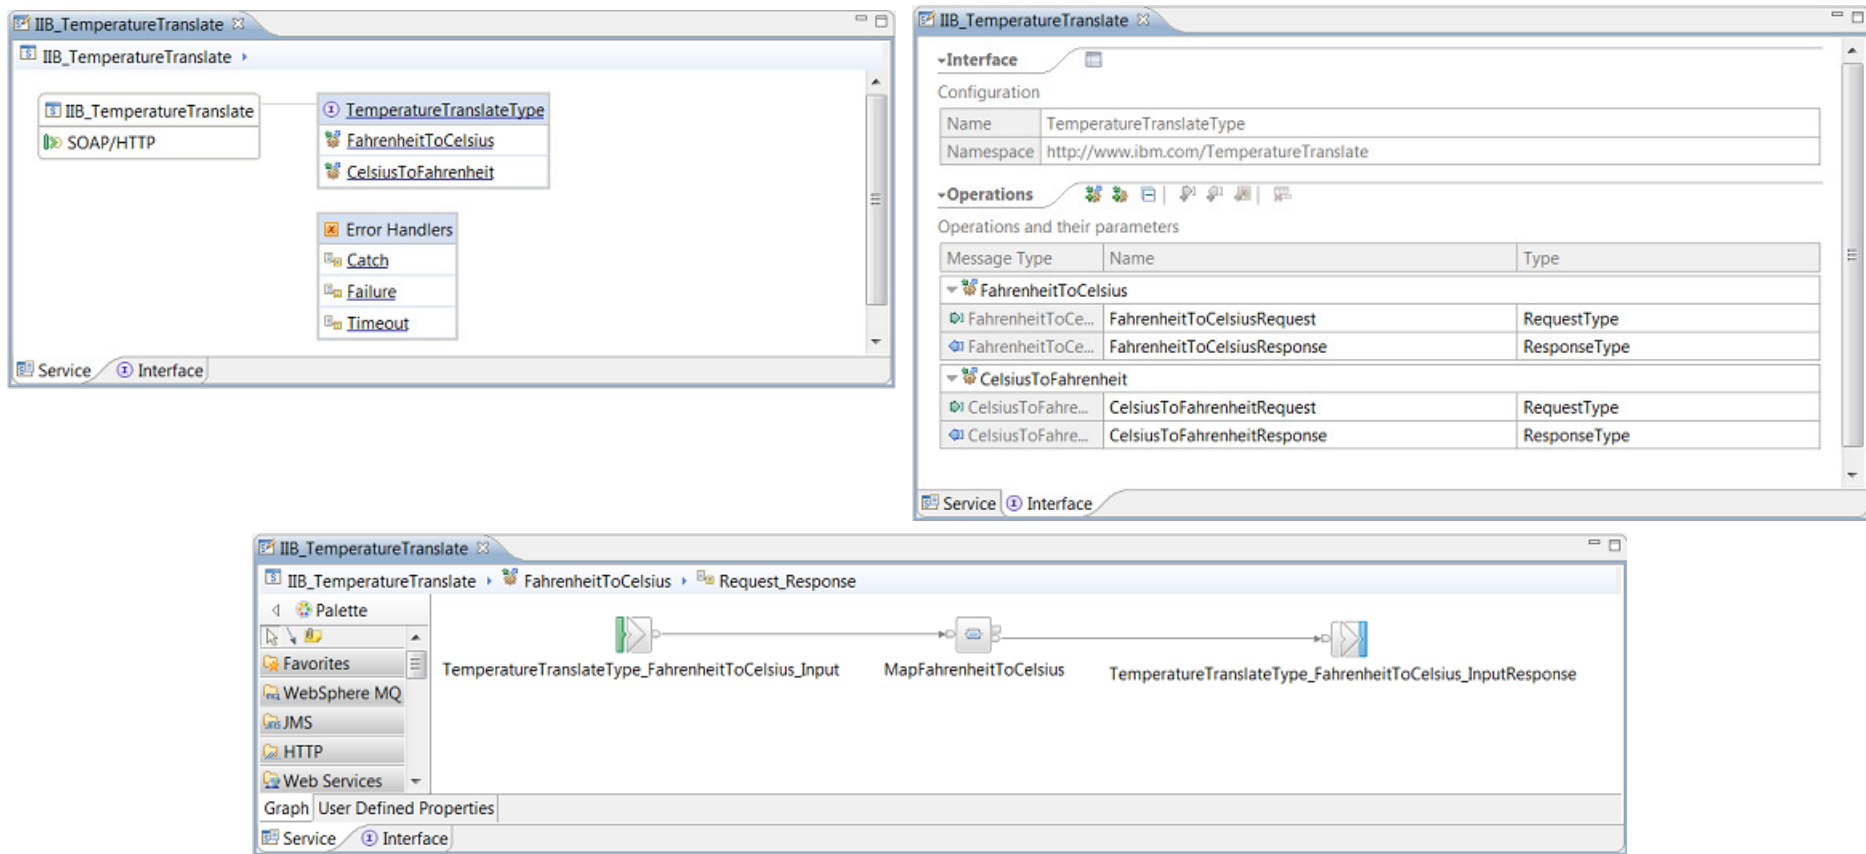 IIB_TemperatureTranslate
IIB_TemperatureTranslate
IIB_TemperatureTranslate
SOAP/HTTP
TemperatureTranslateType
FahrenheitToCelsius
CelsiusToFahrenheit
Error Handlers
Catch
Failure
Timeout
Service Interface
IIB_TemperatureTranslate
Interface
Configuration
Name TemperatureTranslateType
Namespace http://www.ibm.com/TemperatureTranslate
Operations
Operations and their parameters
Message Type Name Type
FahrenheitToCelsius
FahrenheitToCe... FahrenheitToCelsiusRequest RequestType
FahrenheitToCe... FahrenheitToCelsiusResponse ResponseType
CelsiusToFahrenheit
CelsiusToFahre... CelsiusToFahrenheitRequest RequestType
CelsiusToFahre... CelsiusToFahrenheitResponse ResponseType
Service Interface
IIB_TemperatureTranslate
IIB_TemperatureTranslate FahrenheitToCelsius Request_Response
Palette
Favorites
WebSphere MQ
JMS
HTTP
Web Services
TemperatureTranslateType_FahrenheitToCelsius_Input
MapFahrenheitToCelsius
TemperatureTranslateType_FahrenheitToCelsius_InputResponse
Graph User Defined Properties
Service Interface